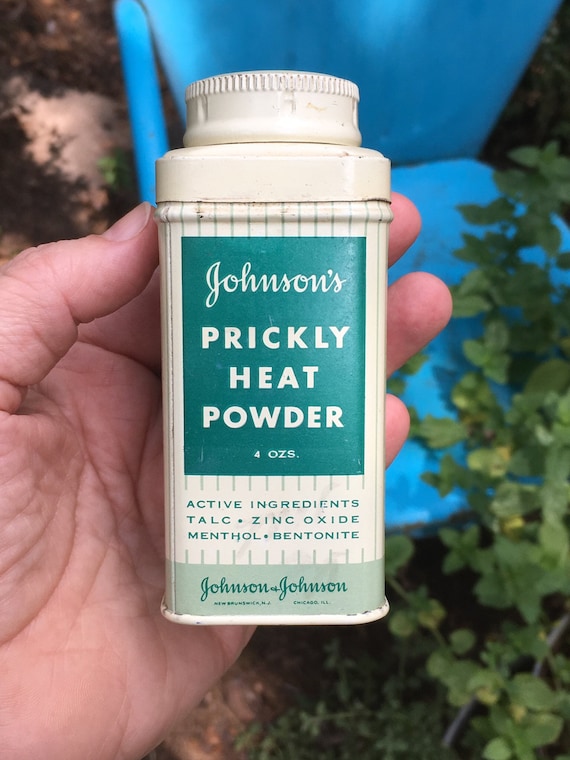 Johnson's
PRICKLY
HEAT
POWDER
4 OZS.
ACTIVE INGREDIENTS
TALC • ZINC OXIDE
MENTHOL • BENTONITE
Johnson & Johnson
NEW BRUNSWICK, N.J. CHICAGO, ILL.